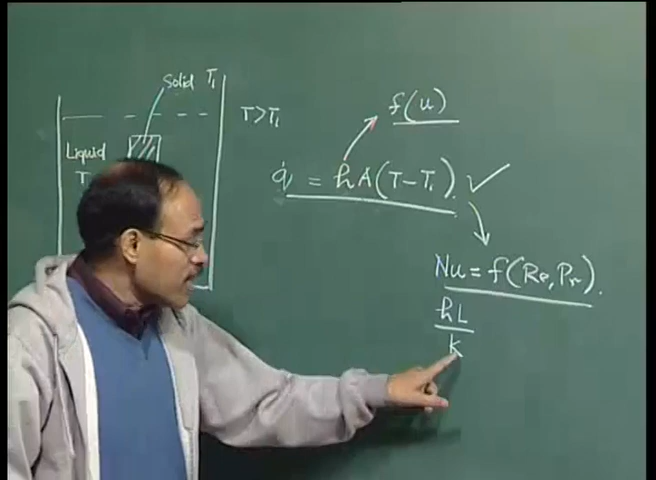 Solid T₁
T>T₁
Liquid
T
f(u)
q̇ = hA(T-T₁).
Nu = f(Re, Pr).
hL
K